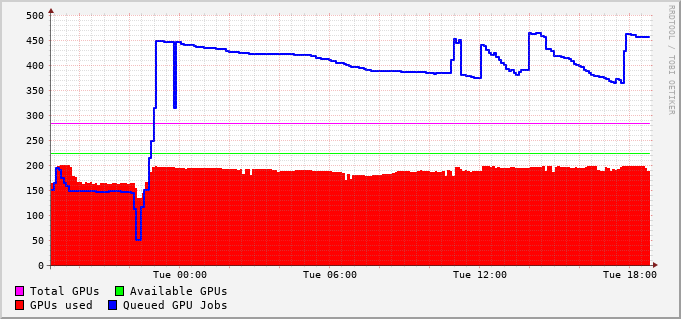 500
450
400
350
300
250
200
150
100
50
0
Tue 00:00 Tue 06:00 Tue 12:00 Tue 18:00
Total GPUs Available GPUs
GPUs used Queued GPU Jobs
RRDTOOL / TOBI OETIKER